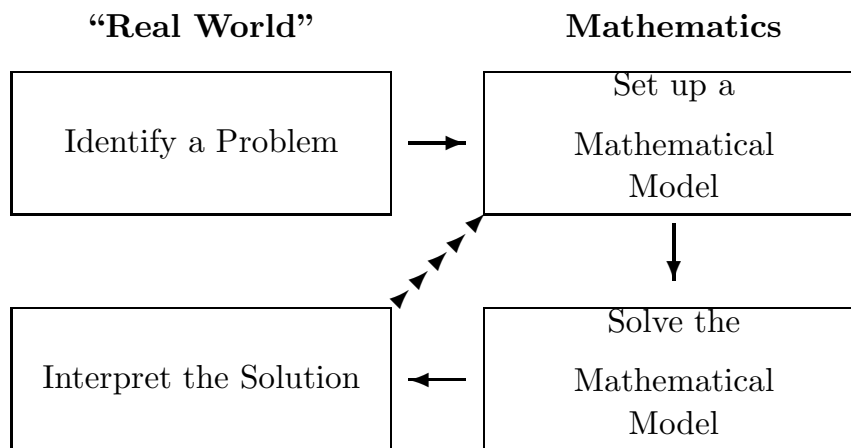 “Real World”
Mathematics
Identify a Problem
Set up a
Mathematical
Model
Interpret the Solution
Solve the
Mathematical
Model